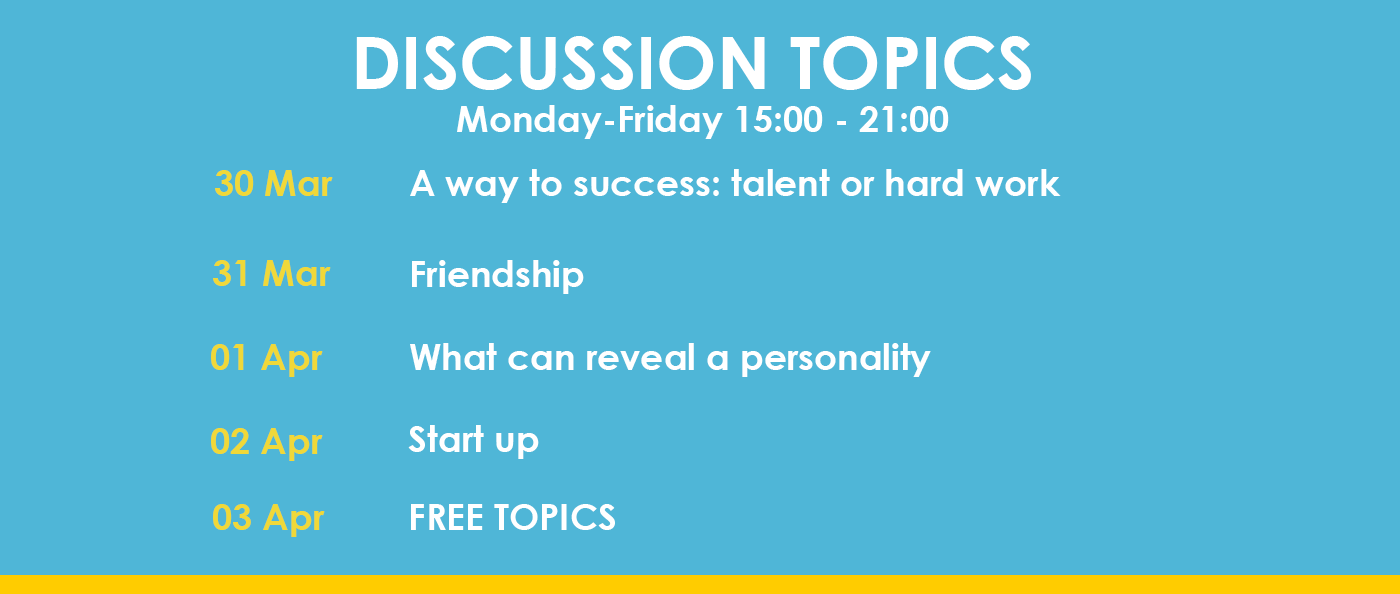 DISCUSSION TOPICS
Monday-Friday 15:00 - 21:00
30 Mar A way to success: talent or hard work
31 Mar Friendship
01 Apr What can reveal a personality
02 Apr Start up
03 Apr FREE TOPICS